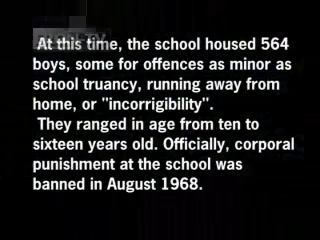 At this time, the school housed 564
boys, some for offences as minor as
school truancy, running away from
home, or "incorrigibility".
They ranged in age from ten to
sixteen years old. Officially, corporal
punishment at the school was
banned in August 1968.